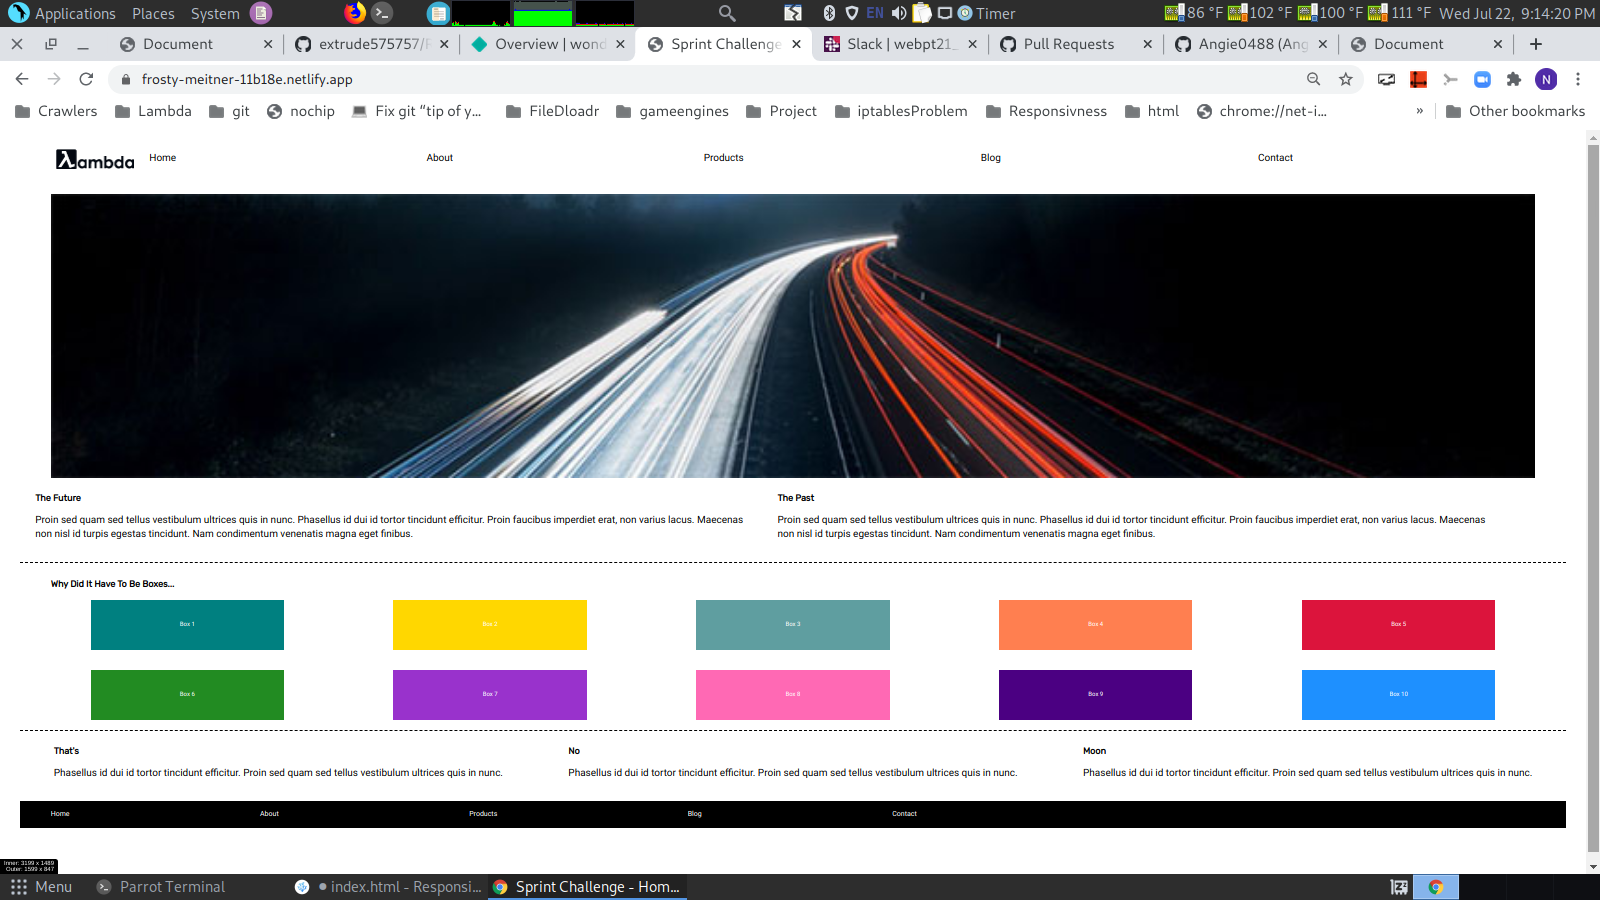 Applications Places System EN Timer 86 °F 102 °F 100 °F 111 °F Wed Jul 22, 9:14:20 PM
Document extrude575757/ Overview | wond Sprint Challenge Slack | webpt21_ Pull Requests Angie0488 (Ang Document
frosty-meitner-11b18e.netlify.app N
Crawlers Lambda git nochip Fix git “tip of y... FileDloadr gameengines Project iptablesProblem Responsivness html chrome://net-i... » Other bookmarks
λambda Home About Products Blog Contact
The Future
Proin sed quam sed tellus vestibulum ultrices quis in nunc. Phasellus id dui id tortor tincidunt efficitur. Proin faucibus imperdiet erat, non varius lacus. Maecenas
non nisl id turpis egestas tincidunt. Nam condimentum venenatis magna eget finibus.
The Past
Proin sed quam sed tellus vestibulum ultrices quis in nunc. Phasellus id dui id tortor tincidunt efficitur. Proin faucibus imperdiet erat, non varius lacus. Maecenas
non nisl id turpis egestas tincidunt. Nam condimentum venenatis magna eget finibus.
Why Did It Have To Be Boxes...
Box 1 Box 2 Box 3 Box 4 Box 5
Box 6 Box 7 Box 8 Box 9 Box 10
That's
Phasellus id dui id tortor tincidunt efficitur. Proin sed quam sed tellus vestibulum ultrices quis in nunc.
No
Phasellus id dui id tortor tincidunt efficitur. Proin sed quam sed tellus vestibulum ultrices quis in nunc.
Moon
Phasellus id dui id tortor tincidunt efficitur. Proin sed quam sed tellus vestibulum ultrices quis in nunc.
Home About Products Blog Contact
Inner: 3199 x 1489
Outer: 1599 x 847
Menu Parrot Terminal index.html - Responsi... Sprint Challenge - Hom...